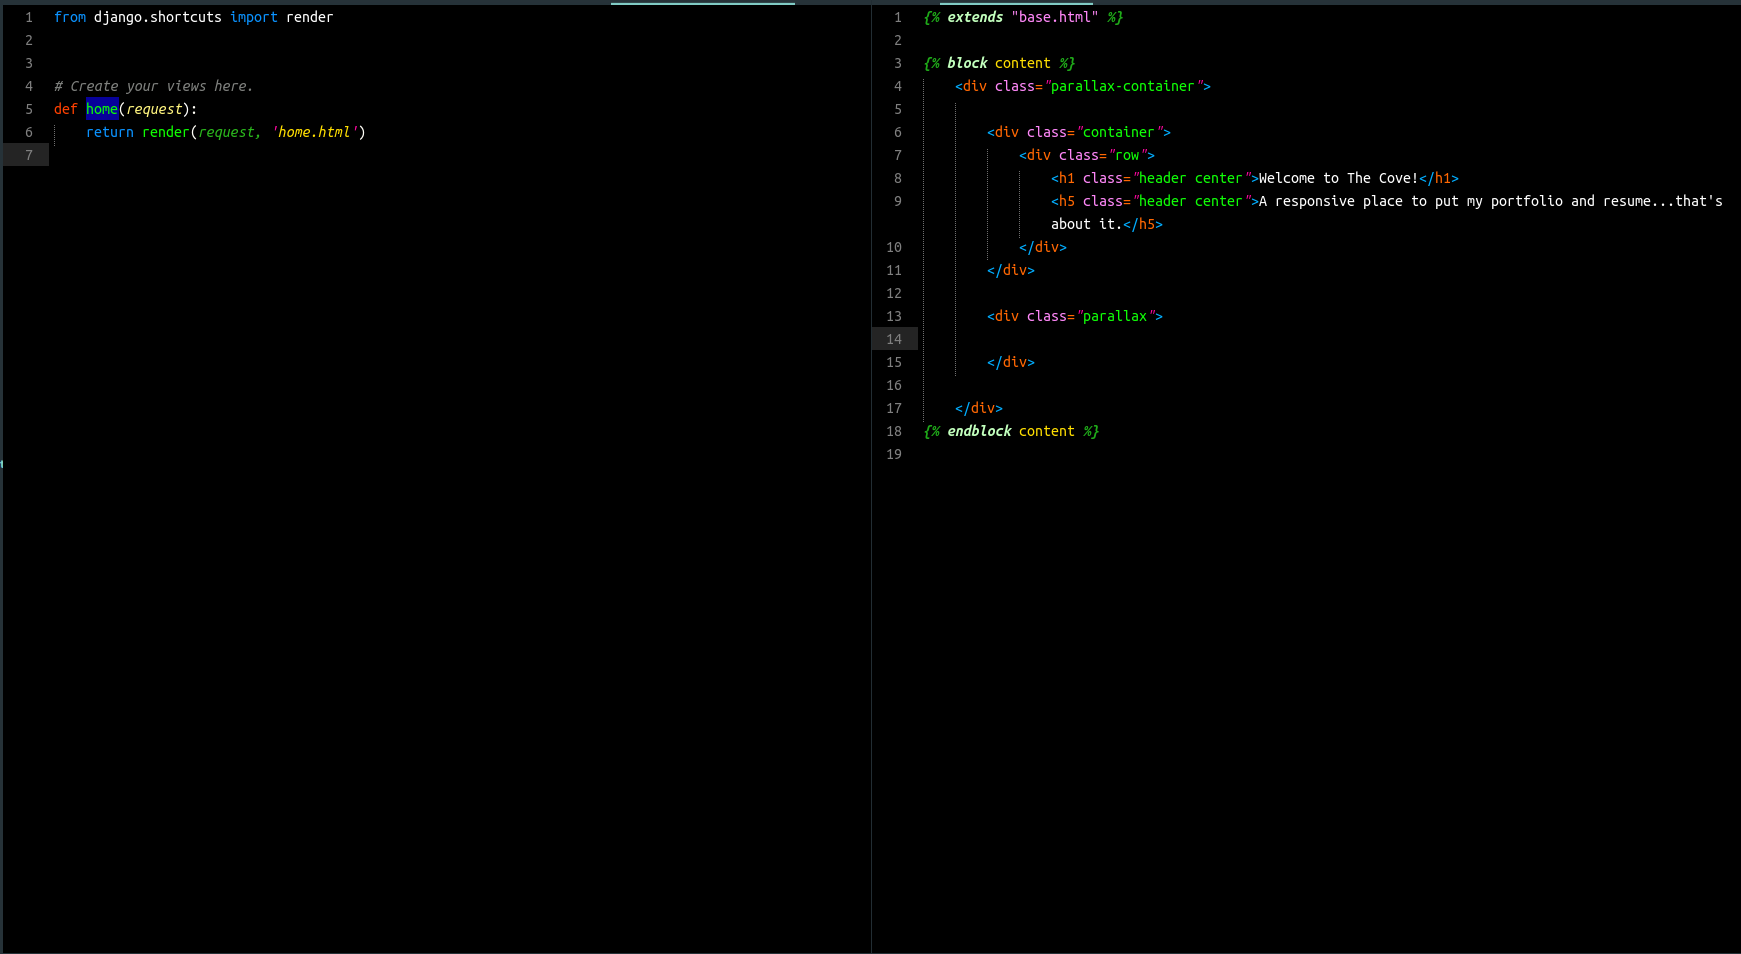 1 from django.shortcuts import render
2
3
4 # Create your views here.
5 def home(request):
6     return render(request, 'home.html')
7
1 {% extends "base.html" %}
2
3 {% block content %}
4     <div class="parallax-container">
5
6         <div class="container">
7             <div class="row">
8                 <h1 class="header center">Welcome to The Cove!</h1>
9                 <h5 class="header center">A responsive place to put my portfolio and resume...that's
                about it.</h5>
10             </div>
11         </div>
12
13         <div class="parallax">
14
15         </div>
16
17     </div>
18 {% endblock content %}
19